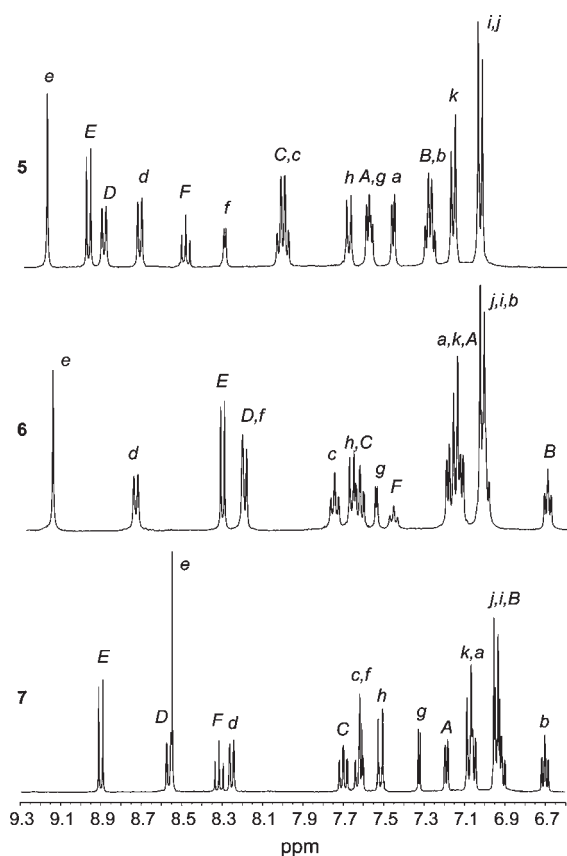 i,j
e
k
E
C,c
B,b
D
d
h
A,g
a
F
f
5
j,i,b
a,k,A
e
E
D,f
d
h,C
c
g
F
B
6
e
j,i,B
E
c,f
k,a
D
F
d
C
h
g
A
b
7
9.3 9.1 8.9 8.7 8.5 8.3 8.1 7.9 7.7 7.5 7.3 7.1 6.9 6.7
ppm